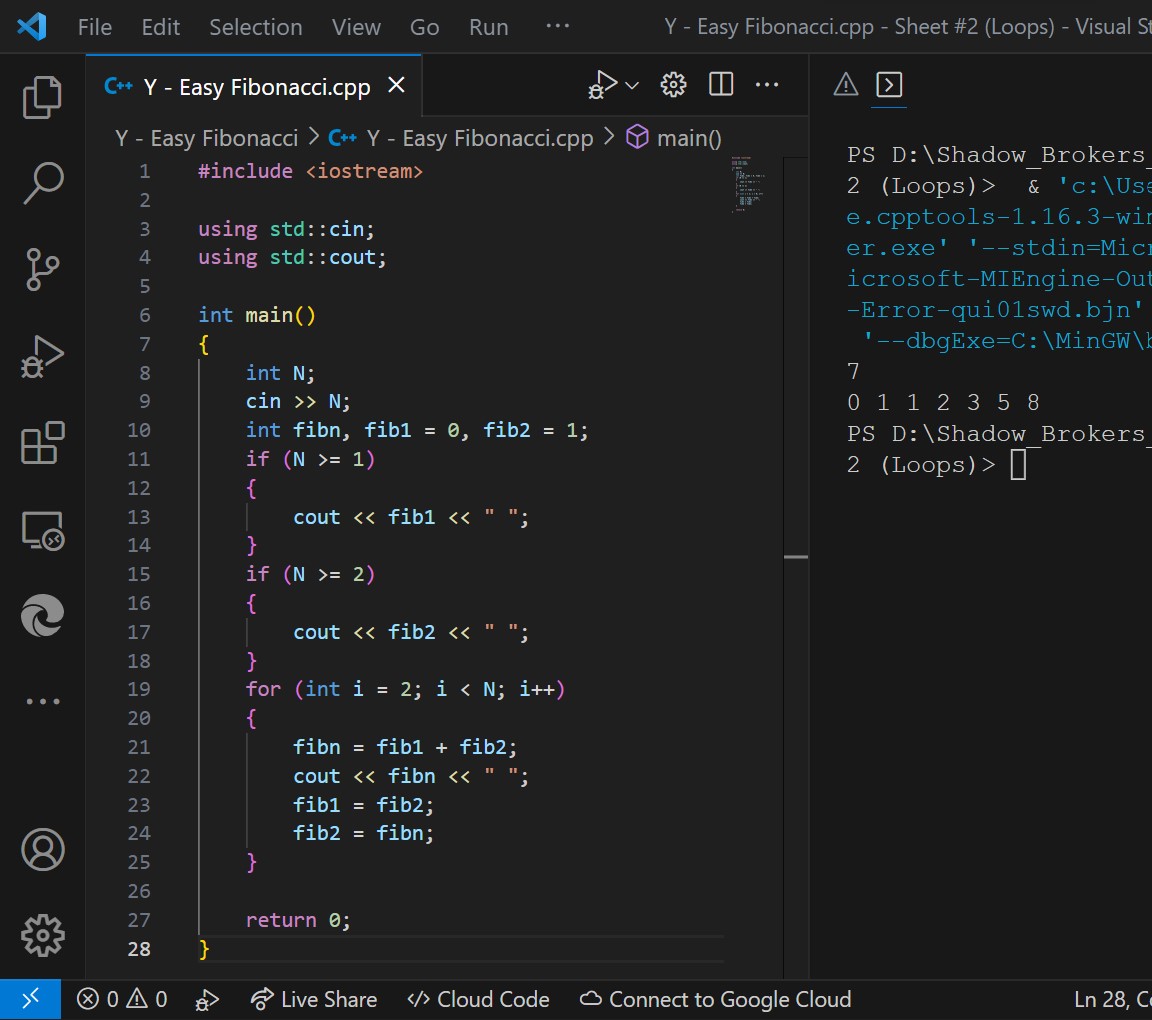 File Edit Selection View Go Run ··· Y - Easy Fibonacci.cpp - Sheet #2 (Loops) - Visual St
C++ Y - Easy Fibonacci.cpp
Y - Easy Fibonacci > C++ Y - Easy Fibonacci.cpp > main()
1 #include <iostream>
2
3 using std::cin;
4 using std::cout;
5
6 int main()
7 {
8 int N;
9 cin >> N;
10 int fibn, fib1 = 0, fib2 = 1;
11 if (N >= 1)
12 {
13 cout << fib1 << " ";
14 }
15 if (N >= 2)
16 {
17 cout << fib2 << " ";
18 }
19 for (int i = 2; i < N; i++)
20 {
21 fibn = fib1 + fib2;
22 cout << fibn << " ";
23 fib1 = fib2;
24 fib2 = fibn;
25 }
26
27 return 0;
28 }
PS D:\Shadow_Brokers_
2 (Loops)> & 'c:\Use
e.cpptools-1.16.3-win
er.exe' '--stdin=Micr
icrosoft-MIEngine-Out
-Error-qui01swd.bjn'
'--dbgExe=C:\MinGW\b
7
0 1 1 2 3 5 8
PS D:\Shadow_Brokers_
2 (Loops)>
0 0 Live Share Cloud Code Connect to Google Cloud Ln 28, Co